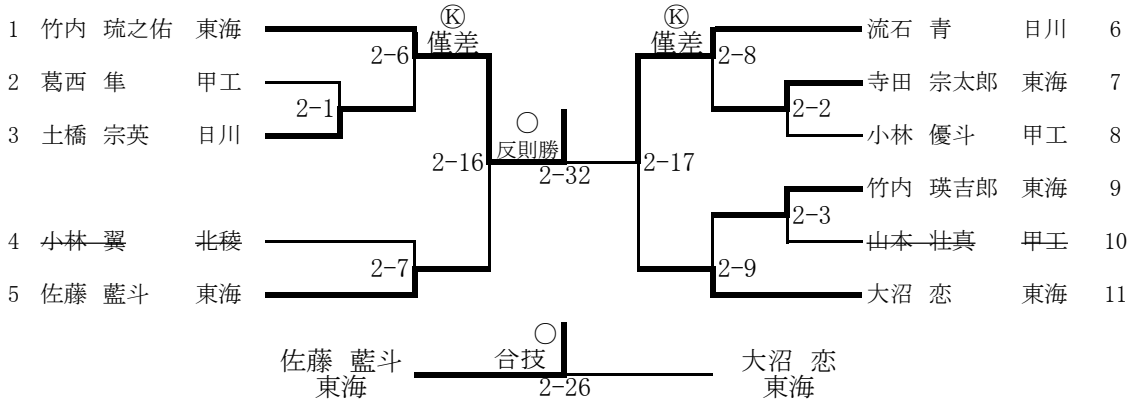 Ⓚ
僅差
Ⓚ
僅差
1 竹内 琉之佑 東海
流石 青 日川 6
2-6
2-8
2 葛西 隼 甲工
寺田 宗太郎 東海 7
2-1
2-2
3 土橋 宗英 日川
小林 優斗 甲工 8
○
反則勝
2-16
2-32
2-17
竹内 瑛吉郎 東海 9
2-3
4 小林 翼 北稜
山本 壮真 甲工 10
2-7
2-9
5 佐藤 藍斗 東海
大沼 恋 東海 11
○
佐藤 藍斗
東海
合技
2-26
大沼 恋
東海